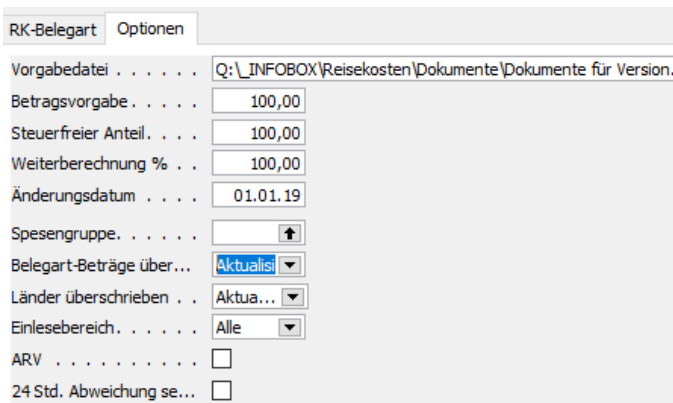 RK-Belegart Optionen
Vorgabedatei . . . . . . Q:\_INFOBOX\Reisekosten\Dokumente\Dokumente für Version.
Betragsvorgabe . . . . . 100,00
Steuerfreier Anteil. . . . 100,00
Weiterberechnung % . . 100,00
Änderungsdatum . . . . 01.01.19
Spesengruppe. . . . . .
Belegart-Beträge über... Aktualisi
Länder überschrieben . . Aktua...
Einlesebereich. . . . . . Alle
ARV . . . . . . . . . .
24 Std. Abweichung se...